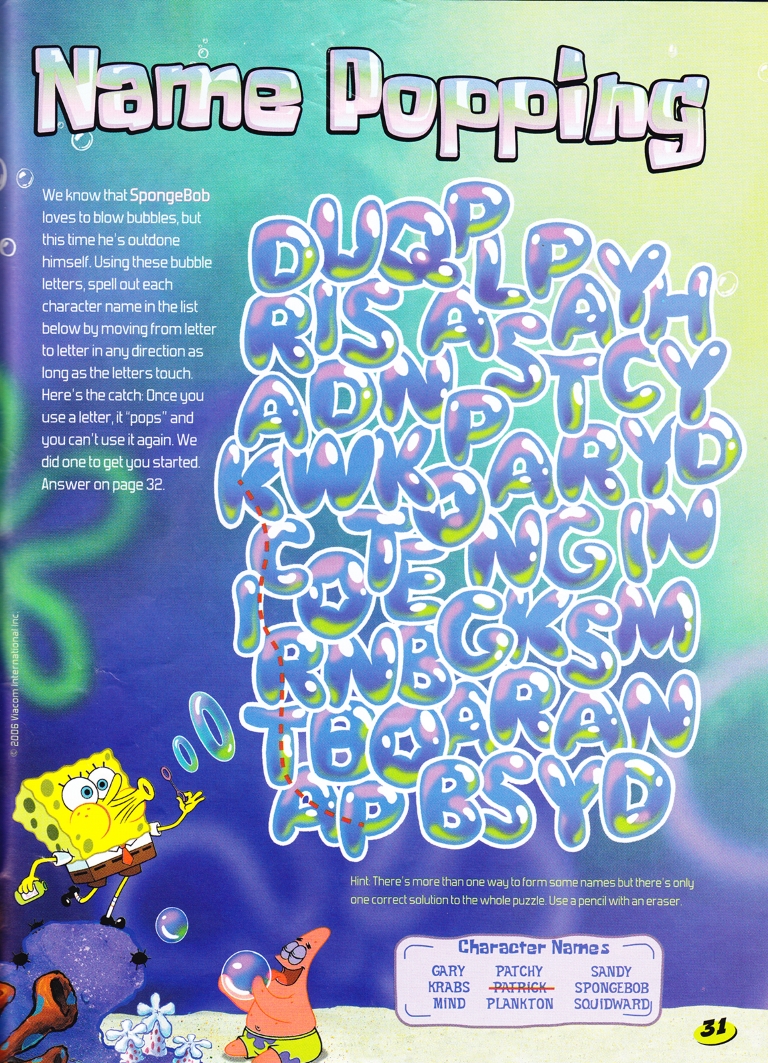 Name Popping
We know that SpongeBob
loves to blow bubbles, but
this time he's outdone
himself. Using these bubble
letters, spell out each
character name in the list
below by moving from letter
to letter in any direction as
long as the letters touch.
Here's the catch: Once you
use a letter, it "pops" and
you can't use it again. We
did one to get you started.
Answer on page 32.
D U Q P L P A Y H
R I S A S T C Y
A D N P
K W K O A R Y D
C O T E N G I N
I R N B G K S M
T B O A R A N
A P B S Y D
© 2006 Viacom International Inc.
Hint: There's more than one way to form some names but there's only
one correct solution to the whole puzzle. Use a pencil with an eraser.
Character Names
GARY PATCHY SANDY
KRABS PATRICK SPONGEBOB
MIND PLANKTON SQUIDWARD
31